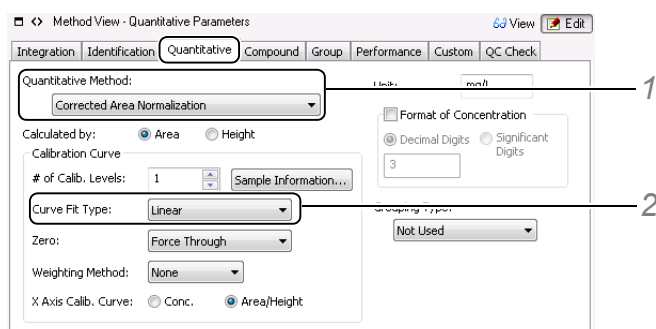 Method View - Quantitative Parameters
View Edit
Integration Identification Quantitative Compound Group Performance Custom QC Check
Quantitative Method:
Corrected Area Normalization
1
Format of Concentration
Calculated by: Area Height
Decimal Digits Significant Digits
Calibration Curve
3
# of Calib. Levels: 1 Sample Information...
Curve Fit Type: Linear
2
Zero: Force Through
Not Used
Weighting Method: None
X Axis Calib. Curve: Conc. Area/Height